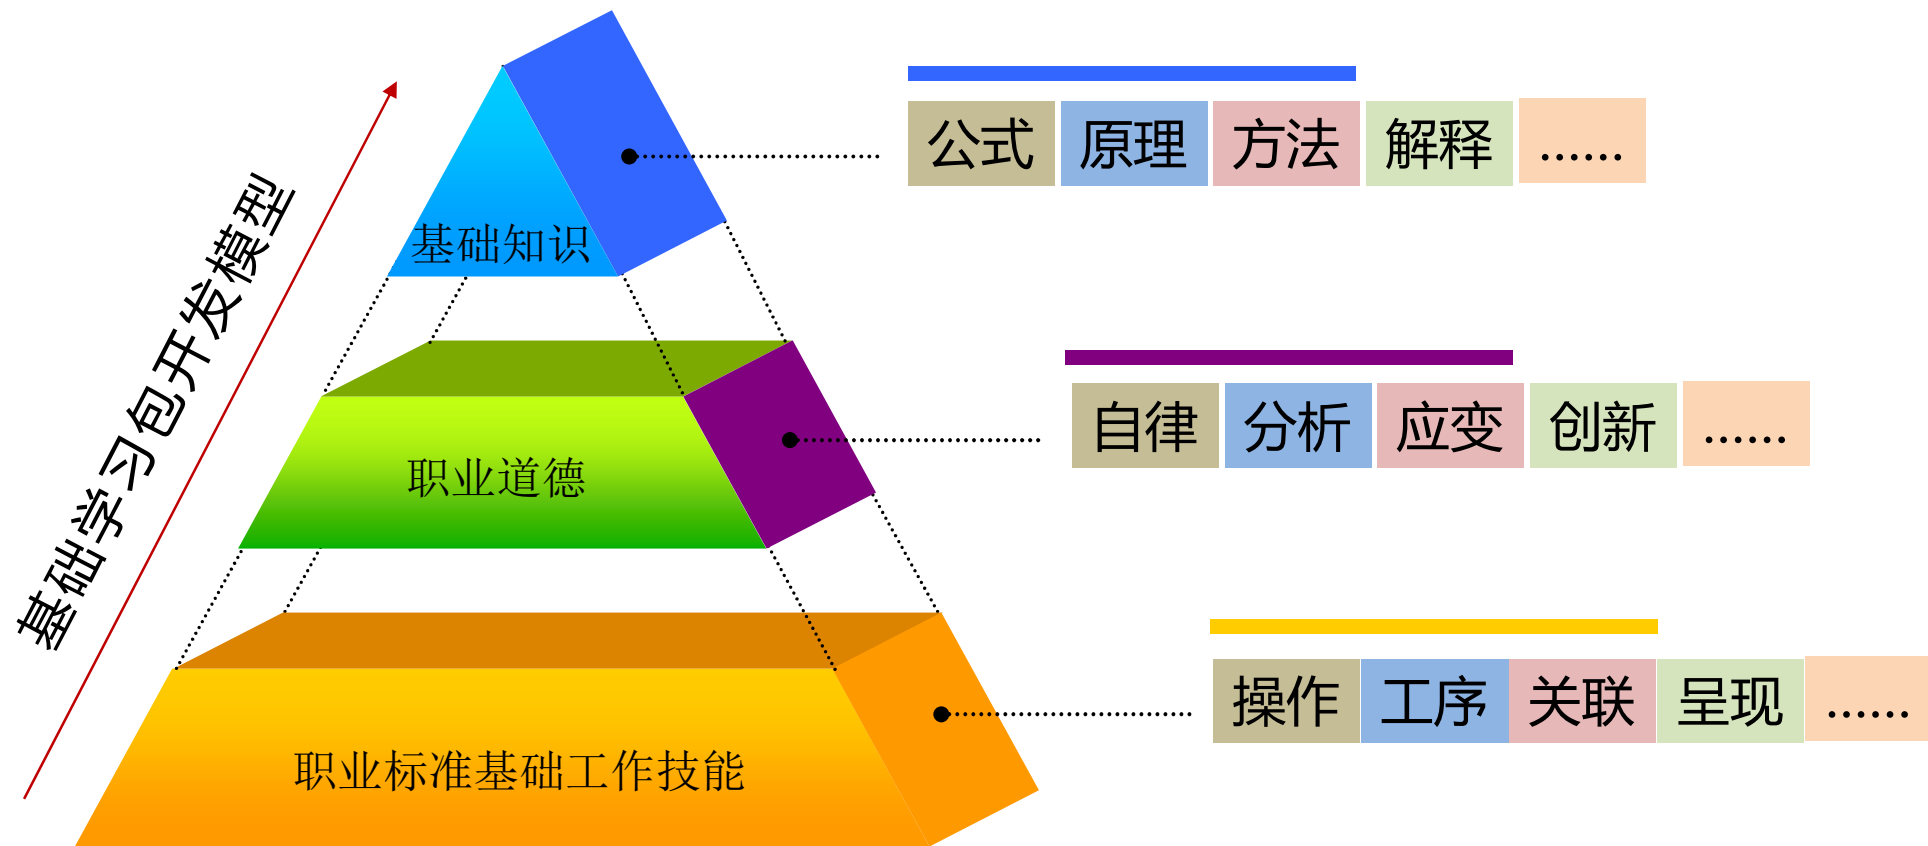 基础学习包开发模型
基础知识
公式 原理 方法 解释 ……
职业道德
自律 分析 应变 创新 ……
职业标准基础工作技能
操作 工序 关联 呈现 ……